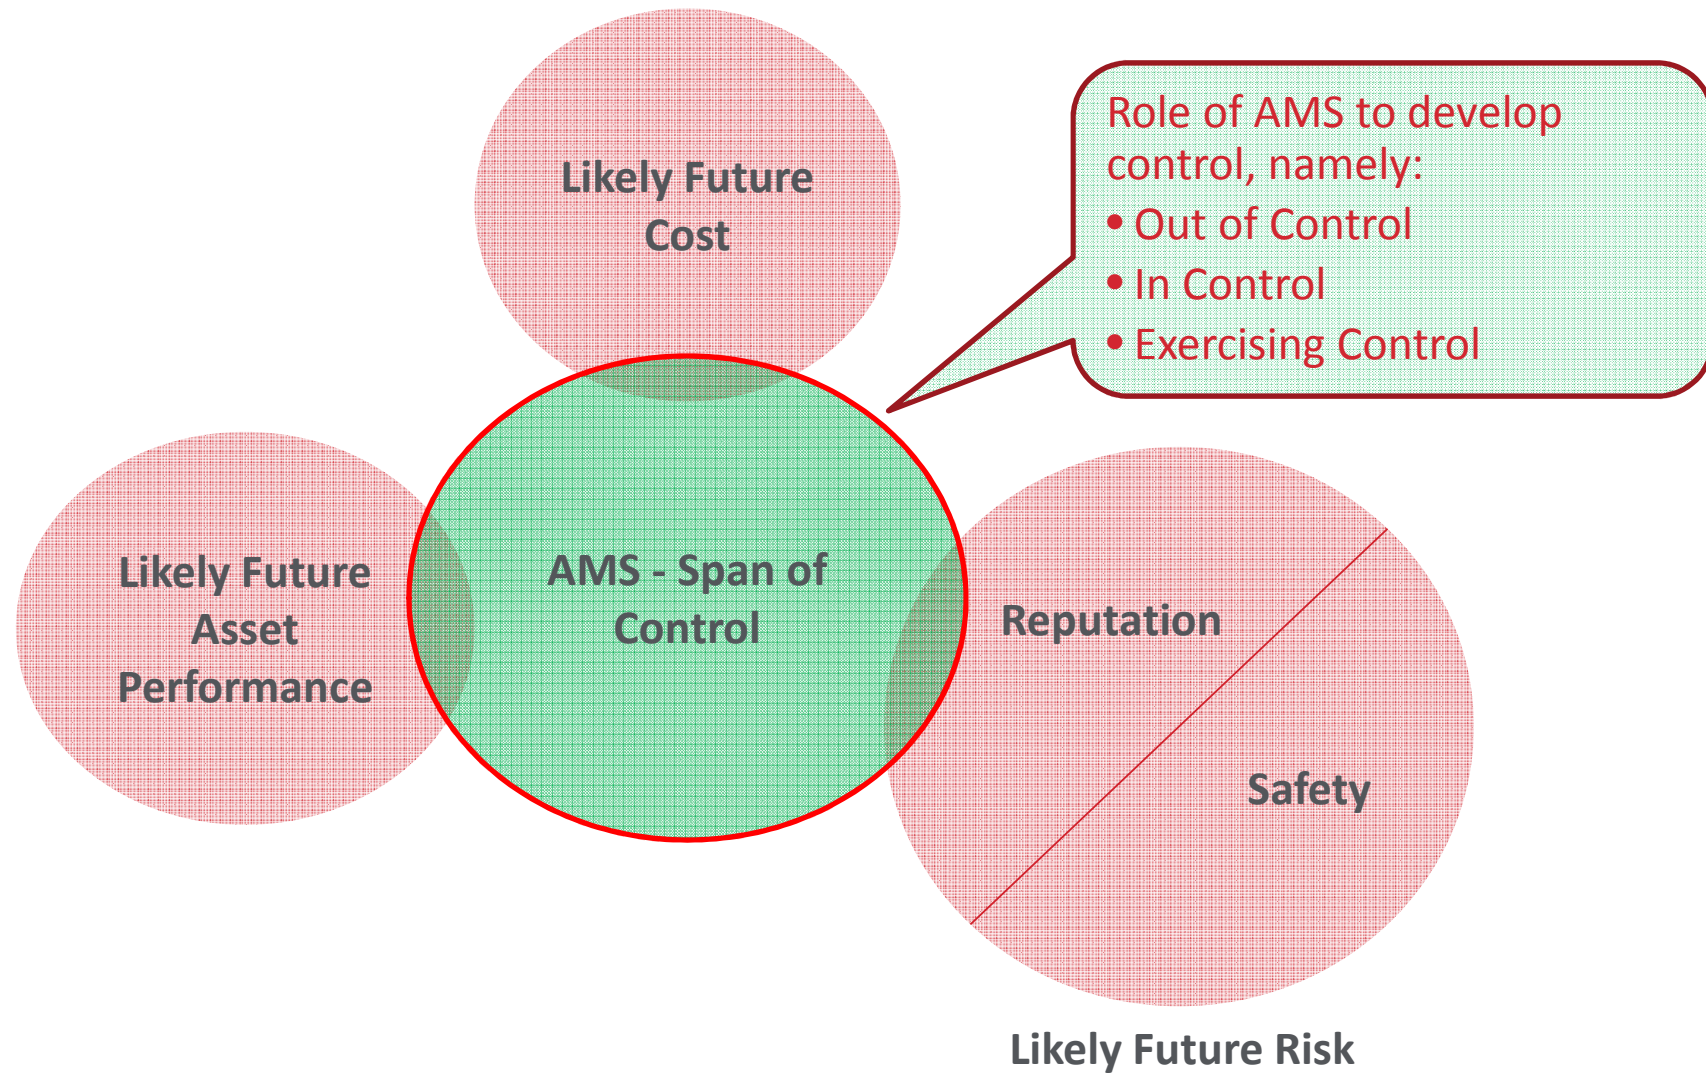 Likely Future
Cost
Role of AMS to develop
control, namely:
• Out of Control
• In Control
• Exercising Control
Likely Future
Asset
Performance
AMS - Span of
Control
Reputation
Safety
Likely Future Risk